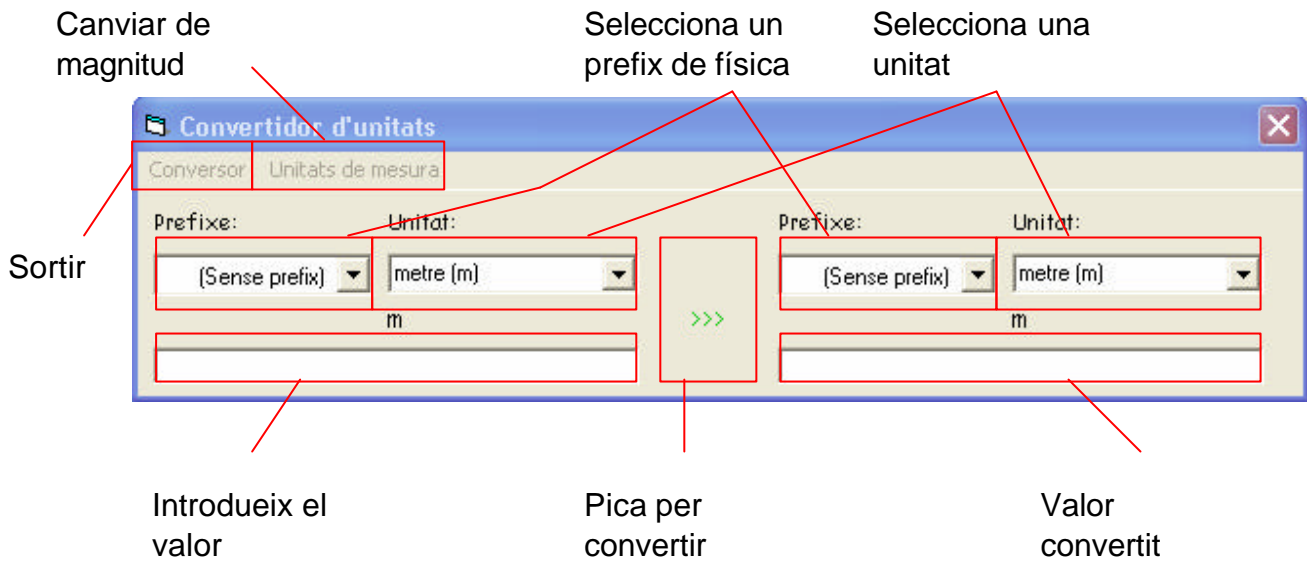 Canviar de
magnitud
Selecciona un
prefix de física
Selecciona una
unitat
Convertidor d'unitats
Conversor Unitats de mesura
Sortir
Prefixe: Unitat: Prefixe: Unitat:
(Sense prefix) metre (m) (Sense prefix) metre (m)
m >>> m
Introdueix el
valor
Pica per
convertir
Valor
convertit